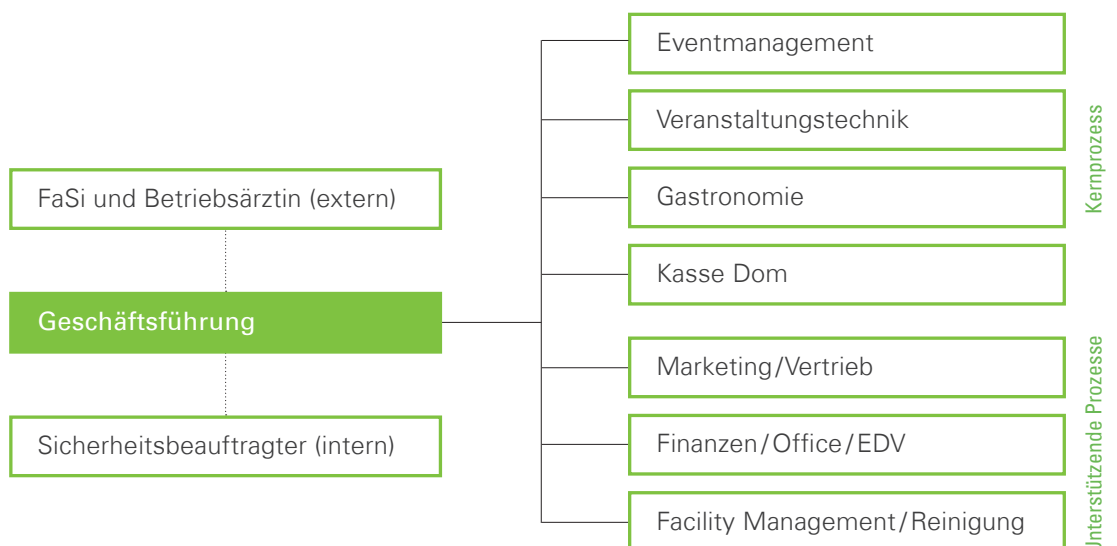 FaSi und Betriebsärztin (extern)
Geschäftsführung
Sicherheitsbeauftragter (intern)
Eventmanagement
Veranstaltungstechnik
Gastronomie
Kasse Dom
Kernprozess
Marketing/Vertrieb
Finanzen/Office/EDV
Facility Management/Reinigung
Unterstützende Prozesse